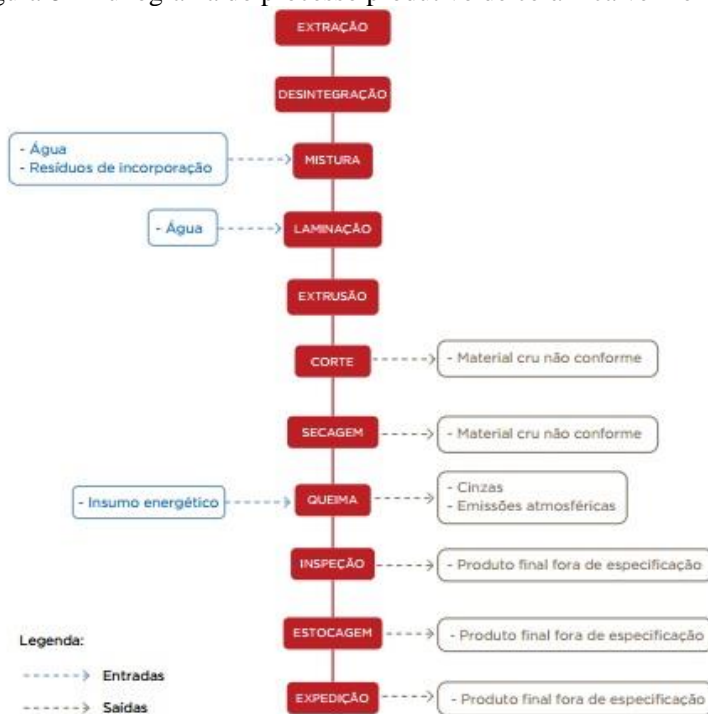 EXTRAÇÃO
DESINTEGRAÇÃO
- Água
- Resíduos de incorporação
MISTURA
- Água
LAMINAÇÃO
EXTRUSÃO
CORTE
- Material cru não conforme
SECAGEM
- Material cru não conforme
- Insumo energético
QUEIMA
- Cinzas
- Emissões atmosféricas
INSPEÇÃO
- Produto final fora de especificação
ESTOCAGEM
- Produto final fora de especificação
Legenda:
Entradas
Saídas
EXPEDIÇÃO
- Produto final fora de especificação